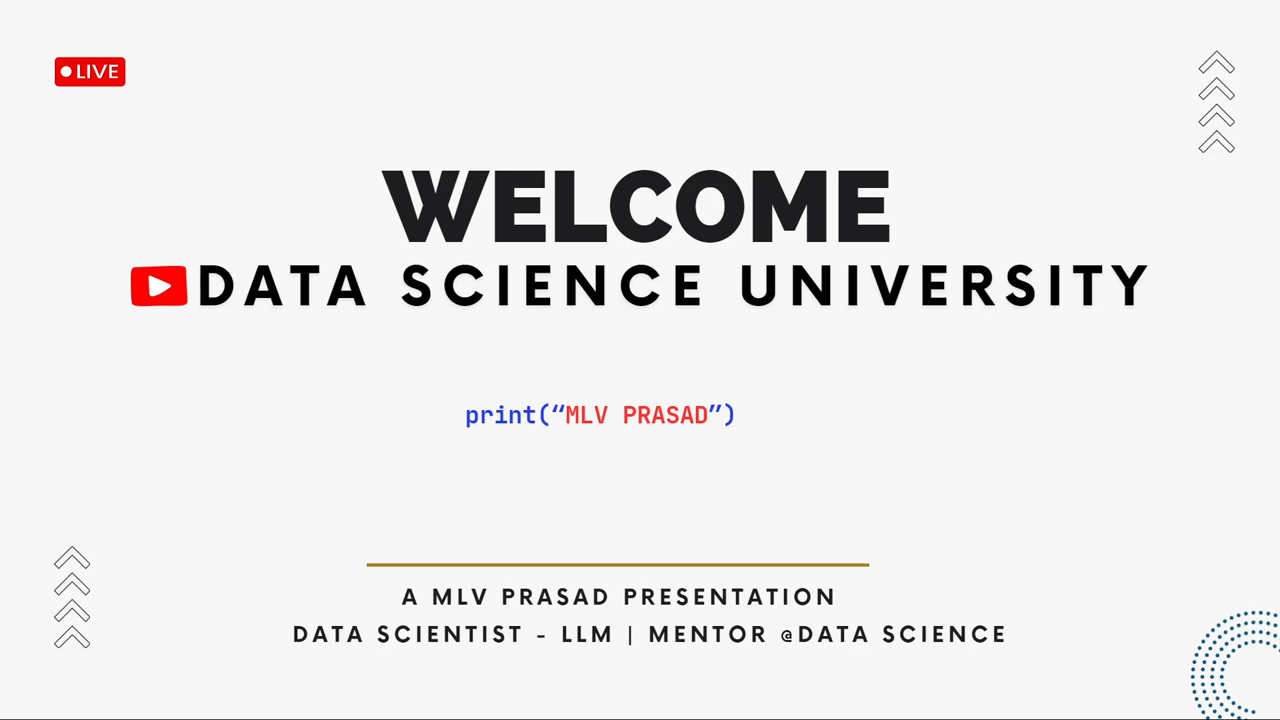 LIVE
WELCOME
DATA SCIENCE UNIVERSITY
print(“MLV PRASAD”)
A MLV PRASAD PRESENTATION
DATA SCIENTIST - LLM | MENTOR @DATA SCIENCE